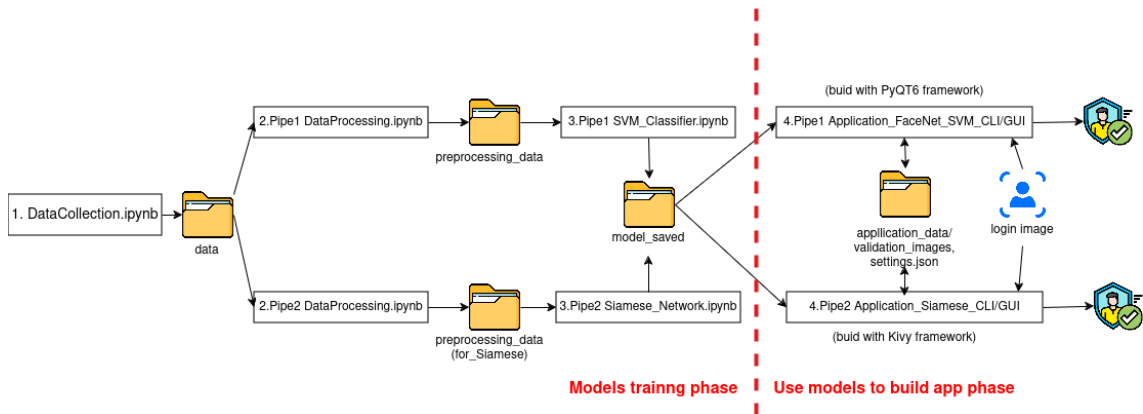 (buid with PyQT6 framework)
2.Pipe1 DataProcessing.ipynb
3.Pipe1 SVM_Classifier.ipynb
4.Pipe1 Application_FaceNet_SVM_CLI/GUI
preprocessing_data
1. DataCollection.ipynb
data
model_saved
appllication_data/
validation_images,
settings.json
login image
2.Pipe2 DataProcessing.ipynb
3.Pipe2 Siamese_Network.ipynb
4.Pipe2 Application_Siamese_CLI/GUI
preprocessing_data
(for_Siamese)
(buid with Kivy framework)
Models trainng phase
Use models to build app phase